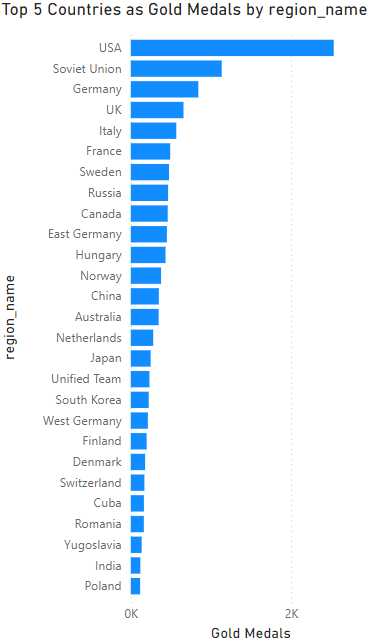 Top 5 Countries as Gold Medals by region_name
USA
Soviet Union
Germany
UK
Italy
France
Sweden
Russia
Canada
East Germany
Hungary
Norway
China
Australia
Netherlands
Japan
Unified Team
South Korea
West Germany
Finland
Denmark
Switzerland
Cuba
Romania
Yugoslavia
India
Poland
region_name
0K 2K
Gold Medals